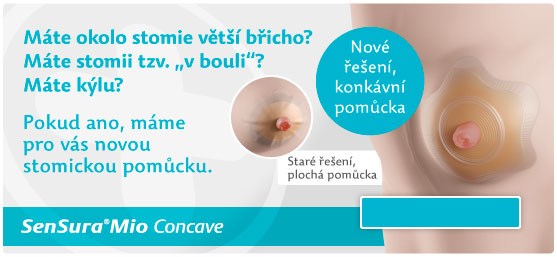 Máte okolo stomie větší břicho?
Máte stomii tzv. „v bouli“?
Máte kýlu?
Pokud ano, máme
pro vás novou
stomickou pomůcku.
Nové
řešení,
konkávní
pomůcka
Staré řešení,
plochá pomůcka
SenSura®Mio Concave